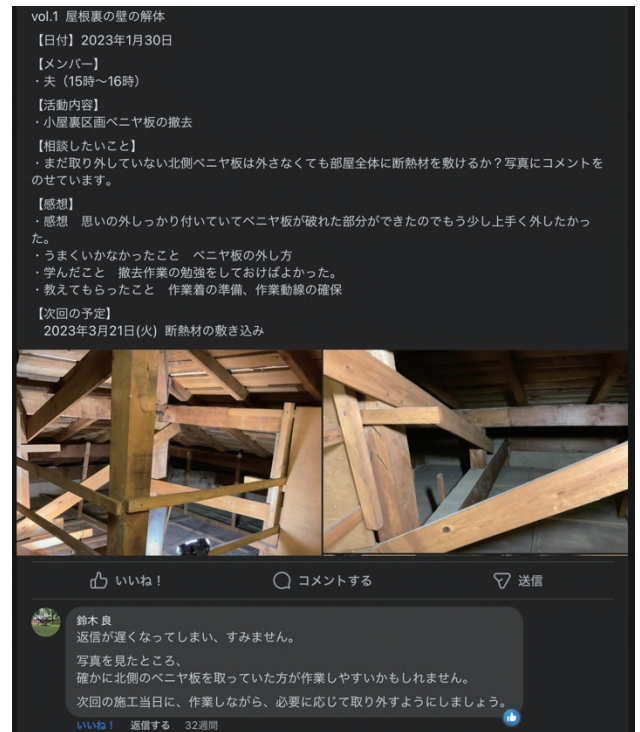 vol.1 屋根裏の壁の解体
【日付】2023年1月30日
【メンバー】
・夫（15時〜16時）
【活動内容】
・小屋裏区画ベニヤ板の撤去
【相談したいこと】
・まだ取り外していない北側ベニヤ板は外さなくても部屋全体に断熱材を敷けるか？写真にコメントを
のせています。
【感想】
・感想　思いの外しっかり付いていてベニヤ板が破れた部分ができたのでもう少し上手く外したかっ
た。
・うまくいかなかったこと　ベニヤ板の外し方
・学んだこと　撤去作業の勉強をしておけばよかった。
・教えてもらったこと　作業着の準備、作業動線の確保
【次回の予定】
2023年3月21日(火) 断熱材の敷き込み
いいね！ コメントする 送信
鈴木 良
返信が遅くなってしまい、すみません。
写真を見たところ、
確かに北側のベニヤ板を取っていた方が作業しやすいかもしれません。
次回の施工当日に、作業しながら、必要に応じて取り外すようにしましょう。
いいね！ 返信する 32週間